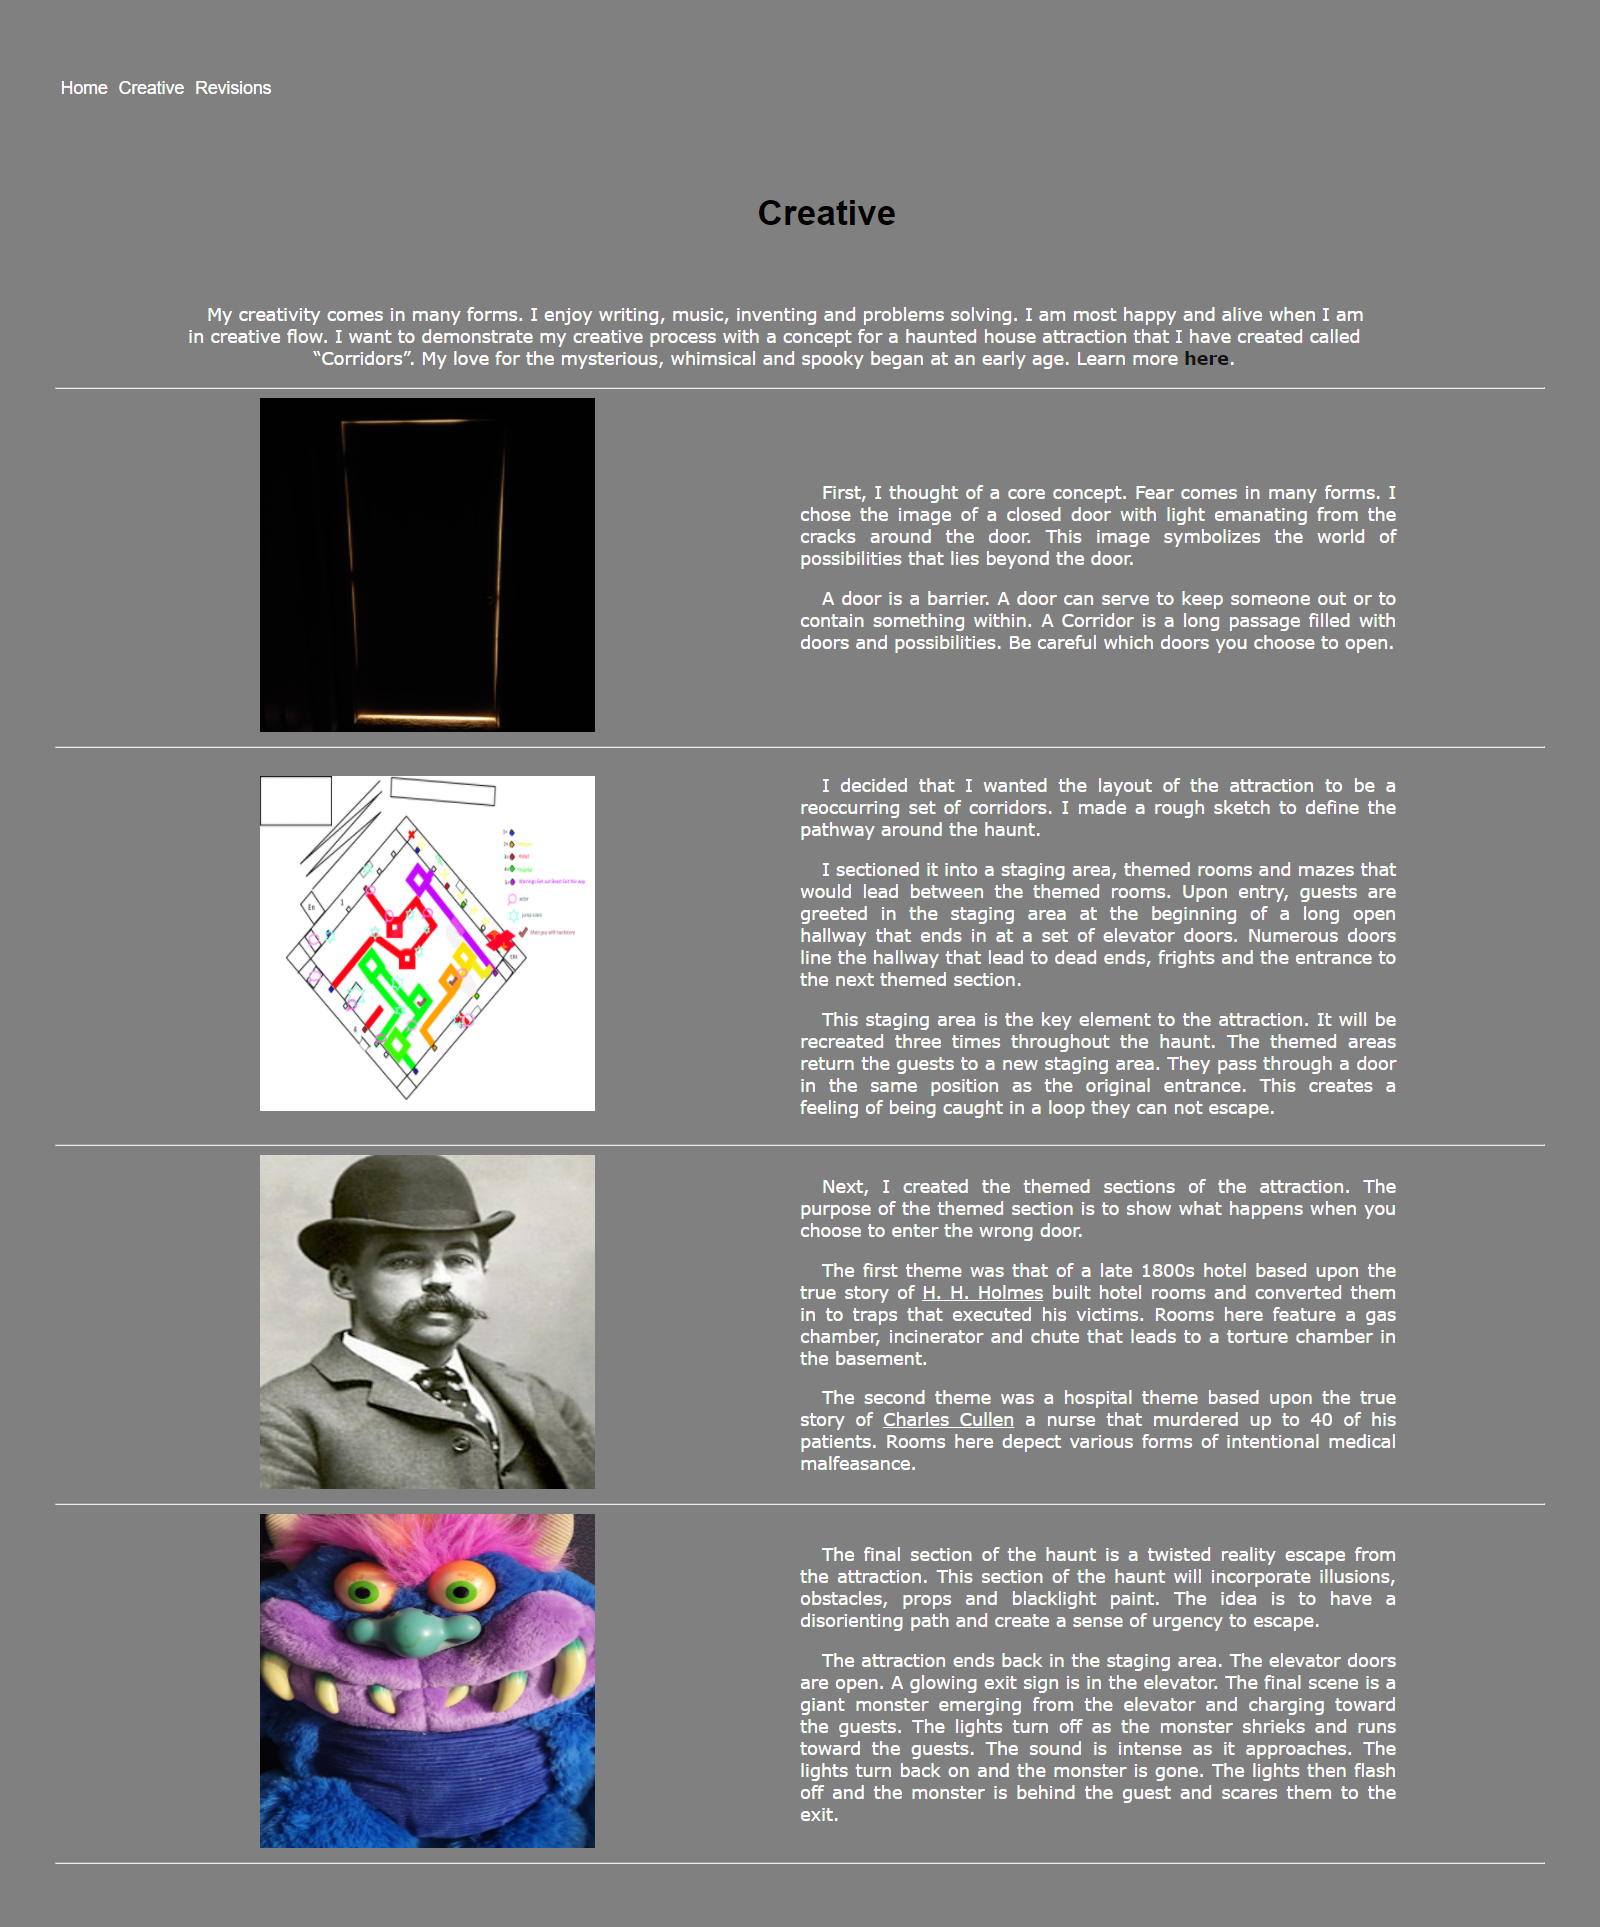 Home Creative Revisions
Creative
My creativity comes in many forms. I enjoy writing, music, inventing and problems solving. I am most happy and alive when I am
in creative flow. I want to demonstrate my creative process with a concept for a haunted house attraction that I have created called
“Corridors”. My love for the mysterious, whimsical and spooky began at an early age. Learn more here.
First, I thought of a core concept. Fear comes in many forms. I
chose the image of a closed door with light emanating from the
cracks around the door. This image symbolizes the world of
possibilities that lies beyond the door.
A door is a barrier. A door can serve to keep someone out or to
contain something within. A Corridor is a long passage filled with
doors and possibilities. Be careful which doors you choose to open.
En
1
4
actor
jump scare
Main guy with backstory
I decided that I wanted the layout of the attraction to be a
reoccurring set of corridors. I made a rough sketch to define the
pathway around the haunt.
I sectioned it into a staging area, themed rooms and mazes that
would lead between the themed rooms. Upon entry, guests are
greeted in the staging area at the beginning of a long open
hallway that ends in at a set of elevator doors. Numerous doors
line the hallway that lead to dead ends, frights and the entrance to
the next themed section.
This staging area is the key element to the attraction. It will be
recreated three times throughout the haunt. The themed areas
return the guests to a new staging area. They pass through a door
in the same position as the original entrance. This creates a
feeling of being caught in a loop they can not escape.
Next, I created the themed sections of the attraction. The
purpose of the themed section is to show what happens when you
choose to enter the wrong door.
The first theme was that of a late 1800s hotel based upon the
true story of H. H. Holmes built hotel rooms and converted them
in to traps that executed his victims. Rooms here feature a gas
chamber, incinerator and chute that leads to a torture chamber in
the basement.
The second theme was a hospital theme based upon the true
story of Charles Cullen a nurse that murdered up to 40 of his
patients. Rooms here depect various forms of intentional medical
malfeasance.
The final section of the haunt is a twisted reality escape from
the attraction. This section of the haunt will incorporate illusions,
obstacles, props and blacklight paint. The idea is to have a
disorienting path and create a sense of urgency to escape.
The attraction ends back in the staging area. The elevator doors
are open. A glowing exit sign is in the elevator. The final scene is a
giant monster emerging from the elevator and charging toward
the guests. The lights turn off as the monster shrieks and runs
toward the guests. The sound is intense as it approaches. The
lights turn back on and the monster is gone. The lights then flash
off and the monster is behind the guest and scares them to the
exit.